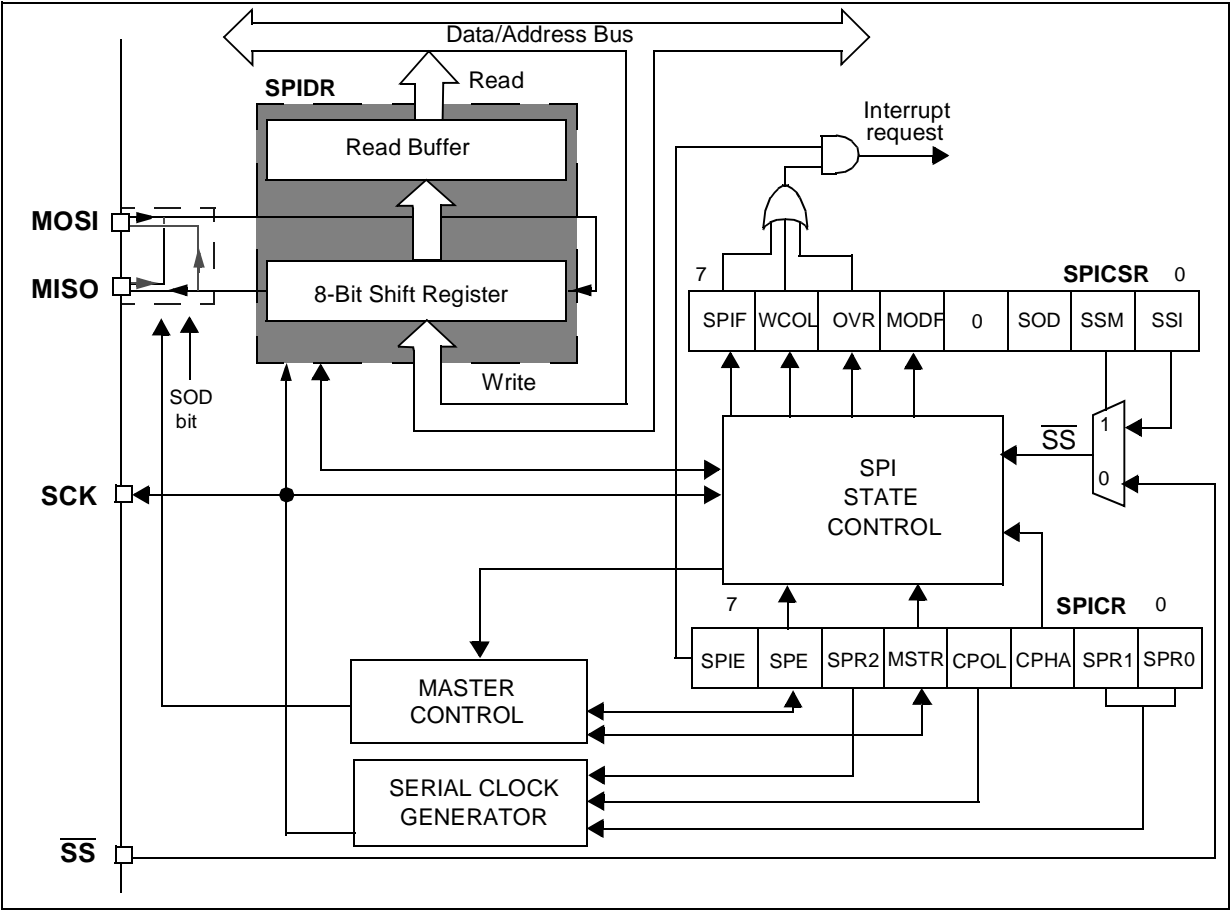 Data/Address Bus
SPIDR
Read
Interrupt
request
Read Buffer
MOSI
MISO
8-Bit Shift Register
7
SPICSR
0
SPIF
WCOL
OVR
MODF
0
SOD
SSM
SSI
Write
SOD
bit
1
SS
0
SCK
SPI
STATE
CONTROL
7
SPICR
0
SPIE
SPE
SPR2
MSTR
CPOL
CPHA
SPR1
SPR0
MASTER
CONTROL
SERIAL CLOCK
GENERATOR
SS